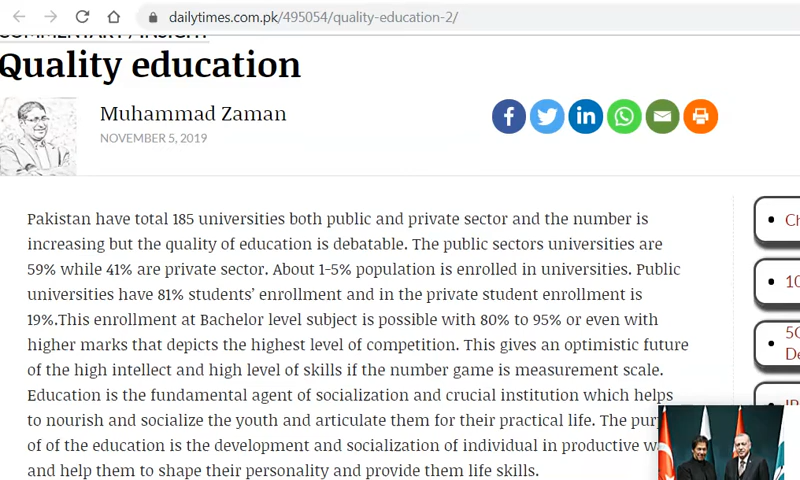 dailytimes.com.pk/495054/quality-education-2/
COMMENTARY / INSIGHT
Quality education
Muhammad Zaman
NOVEMBER 5, 2019
Pakistan have total 185 universities both public and private sector and the number is
increasing but the quality of education is debatable. The public sectors universities are
59% while 41% are private sector. About 1-5% population is enrolled in universities. Public
universities have 81% students’ enrollment and in the private student enrollment is
19%.This enrollment at Bachelor level subject is possible with 80% to 95% or even with
higher marks that depicts the highest level of competition. This gives an optimistic future
of the high intellect and high level of skills if the number game is measurement scale.
Education is the fundamental agent of socialization and crucial institution which helps
to nourish and socialize the youth and articulate them for their practical life. The
of of the education is the development and socialization of individual in productive
and help them to shape their personality and provide them life skills.
Ch
10
5G
De